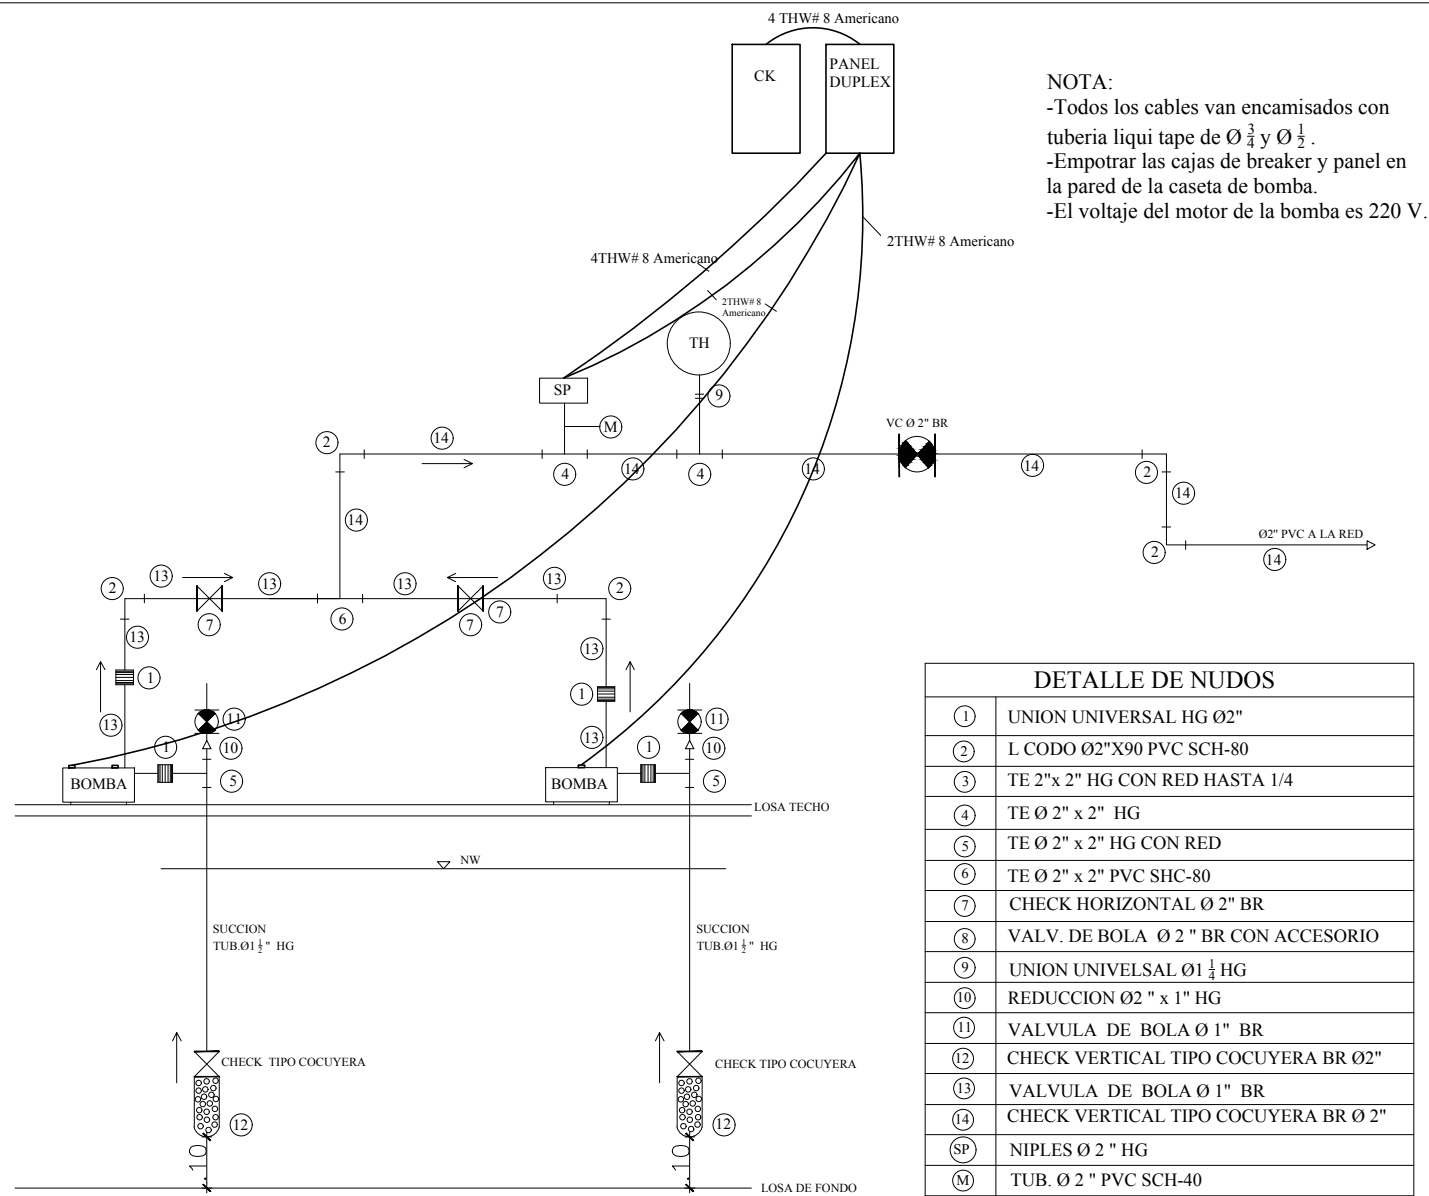 4 THW# 8 Americano
CK
PANEL
DUPLEX
NOTA:
-Todos los cables van encamisados con
tuberia liqui tape de Ø 3/4 y Ø 1/2 .
-Empotrar las cajas de breaker y panel en
la pared de la caseta de bomba.
-El voltaje del motor de la bomba es 220 V.
2THW# 8 Americano
4THW# 8 Americano
2THW# 8
Americano
TH
SP
9
M
VC Ø 2" BR
2
14
4
14
4
14
14
2
14
14
2
Ø2" PVC A LA RED
14
2
13
13
13
13
2
7
6
7
7
13
13
1
1
13
11
13
11
1
10
1
10
BOMBA
5
BOMBA
5
LOSA TECHO
NW
SUCCION
TUB.Ø1 1/2 " HG
SUCCION
TUB.Ø1 1/2 " HG
CHECK TIPO COCUYERA
CHECK TIPO COCUYERA
12
12
.10
.10
LOSA DE FONDO
DETALLE DE NUDOS
1 UNION UNIVERSAL HG Ø2"
2 L CODO Ø2"X90 PVC SCH-80
3 TE 2"x 2" HG CON RED HASTA 1/4
4 TE Ø 2" x 2" HG
5 TE Ø 2" x 2" HG CON RED
6 TE Ø 2" x 2" PVC SHC-80
7 CHECK HORIZONTAL Ø 2" BR
8 VALV. DE BOLA Ø 2 " BR CON ACCESORIO
9 UNION UNIVELSAL Ø1 1/4 HG
10 REDUCCION Ø2 " x 1" HG
11 VALVULA DE BOLA Ø 1" BR
12 CHECK VERTICAL TIPO COCUYERA BR Ø2"
13 VALVULA DE BOLA Ø 1" BR
14 CHECK VERTICAL TIPO COCUYERA BR Ø 2"
SP NIPLES Ø 2 " HG
M TUB. Ø 2 " PVC SCH-40